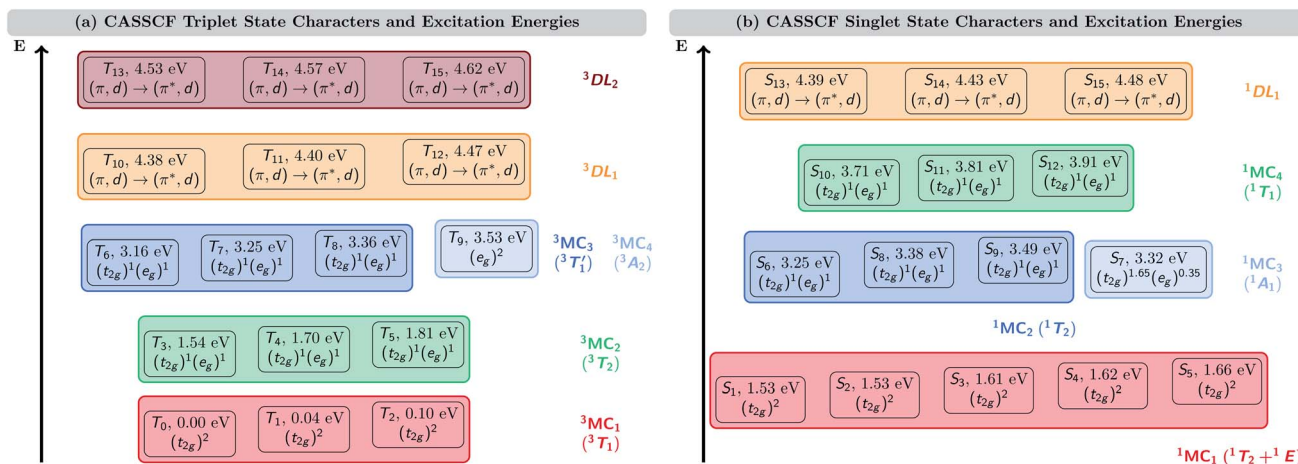 (a) CASSCF Triplet State Characters and Excitation Energies
E
T₁₃, 4.53 eV
(π, d) → (π*, d)
T₁₄, 4.57 eV
(π, d) → (π*, d)
T₁₅, 4.62 eV
(π, d) → (π*, d)
³DL₂
T₁₀, 4.38 eV
(π, d) → (π*, d)
T₁₁, 4.40 eV
(π, d) → (π*, d)
T₁₂, 4.47 eV
(π, d) → (π*, d)
³DL₁
T₆, 3.16 eV
(t₂g)¹(eg)¹
T₇, 3.25 eV
(t₂g)¹(eg)¹
T₈, 3.36 eV
(t₂g)¹(eg)¹
T₉, 3.53 eV
(eg)²
³MC₃
(³T₁′)
³MC₄
(³A₂)
T₃, 1.54 eV
(t₂g)¹(eg)¹
T₄, 1.70 eV
(t₂g)¹(eg)¹
T₅, 1.81 eV
(t₂g)¹(eg)¹
³MC₂
(³T₂)
T₀, 0.00 eV
(t₂g)²
T₁, 0.04 eV
(t₂g)²
T₂, 0.10 eV
(t₂g)²
³MC₁
(³T₁)
(b) CASSCF Singlet State Characters and Excitation Energies
E
S₁₃, 4.39 eV
(π, d) → (π*, d)
S₁₄, 4.43 eV
(π, d) → (π*, d)
S₁₅, 4.48 eV
(π, d) → (π*, d)
¹DL₁
S₁₀, 3.71 eV
(t₂g)¹(eg)¹
S₁₁, 3.81 eV
(t₂g)¹(eg)¹
S₁₂, 3.91 eV
(t₂g)¹(eg)¹
¹MC₄
(¹T₁)
S₆, 3.25 eV
(t₂g)¹(eg)¹
S₈, 3.38 eV
(t₂g)¹(eg)¹
S₉, 3.49 eV
(t₂g)¹(eg)¹
S₇, 3.32 eV
(t₂g)¹·⁶⁵(eg)⁰·³⁵
¹MC₃
(¹A₁)
¹MC₂ (¹T₂)
S₁, 1.53 eV
(t₂g)²
S₂, 1.53 eV
(t₂g)²
S₃, 1.61 eV
(t₂g)²
S₄, 1.62 eV
(t₂g)²
S₅, 1.66 eV
(t₂g)²
¹MC₁ (¹T₂ +¹ E